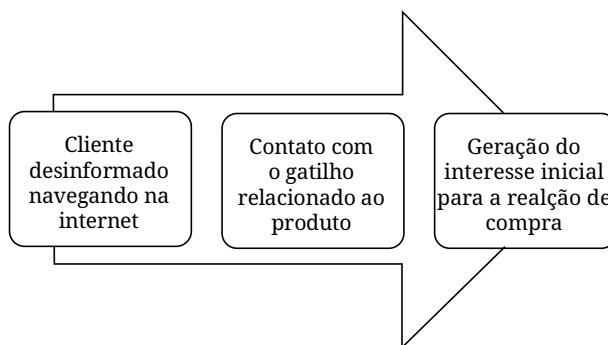 Cliente
desinformado
navegando na
internet
Contato com
o gatilho
relacionado ao
produto
Geração do
interesse inicial
para a realção de
compra